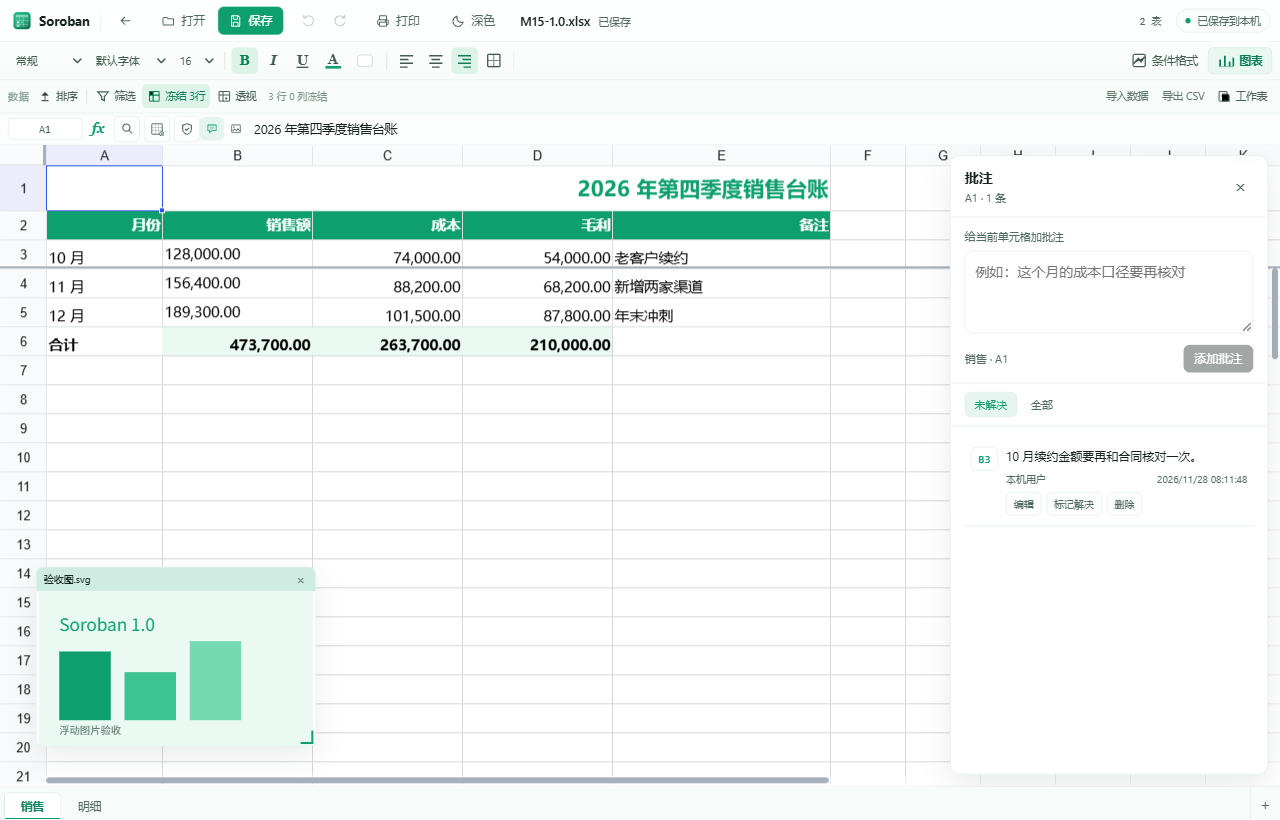 Soroban
打开
保存
打印
深色
M15-1.0.xlsx 已保存
2 表
已保存到本机
常规
默认字体
16
B I U A
条件格式
图表
数据
排序
筛选
冻结 3行
透视
3 行 0 列冻结
导入数据
导出 CSV
工作表
A1
fx
2026 年第四季度销售台账
A B C D E F G
1 2026 年第四季度销售台账
2 月份 销售额 成本 毛利 备注
3 10 月 128,000.00 74,000.00 54,000.00 老客户续约
4 11 月 156,400.00 88,200.00 68,200.00 新增两家渠道
5 12 月 189,300.00 101,500.00 87,800.00 年末冲刺
6 合计 473,700.00 263,700.00 210,000.00
7
8
9
10
11
12
13
14
15
16
17
18
19
20
21
验收图.svg
Soroban 1.0
浮动图片验收
批注
A1 · 1 条
给当前单元格加批注
例如：这个月的成本口径要再核对
销售 · A1
添加批注
未解决
全部
B3
10 月续约金额要再和合同核对一次。
本机用户
2026/11/28 08:11:48
编辑
标记解决
删除
销售
明细